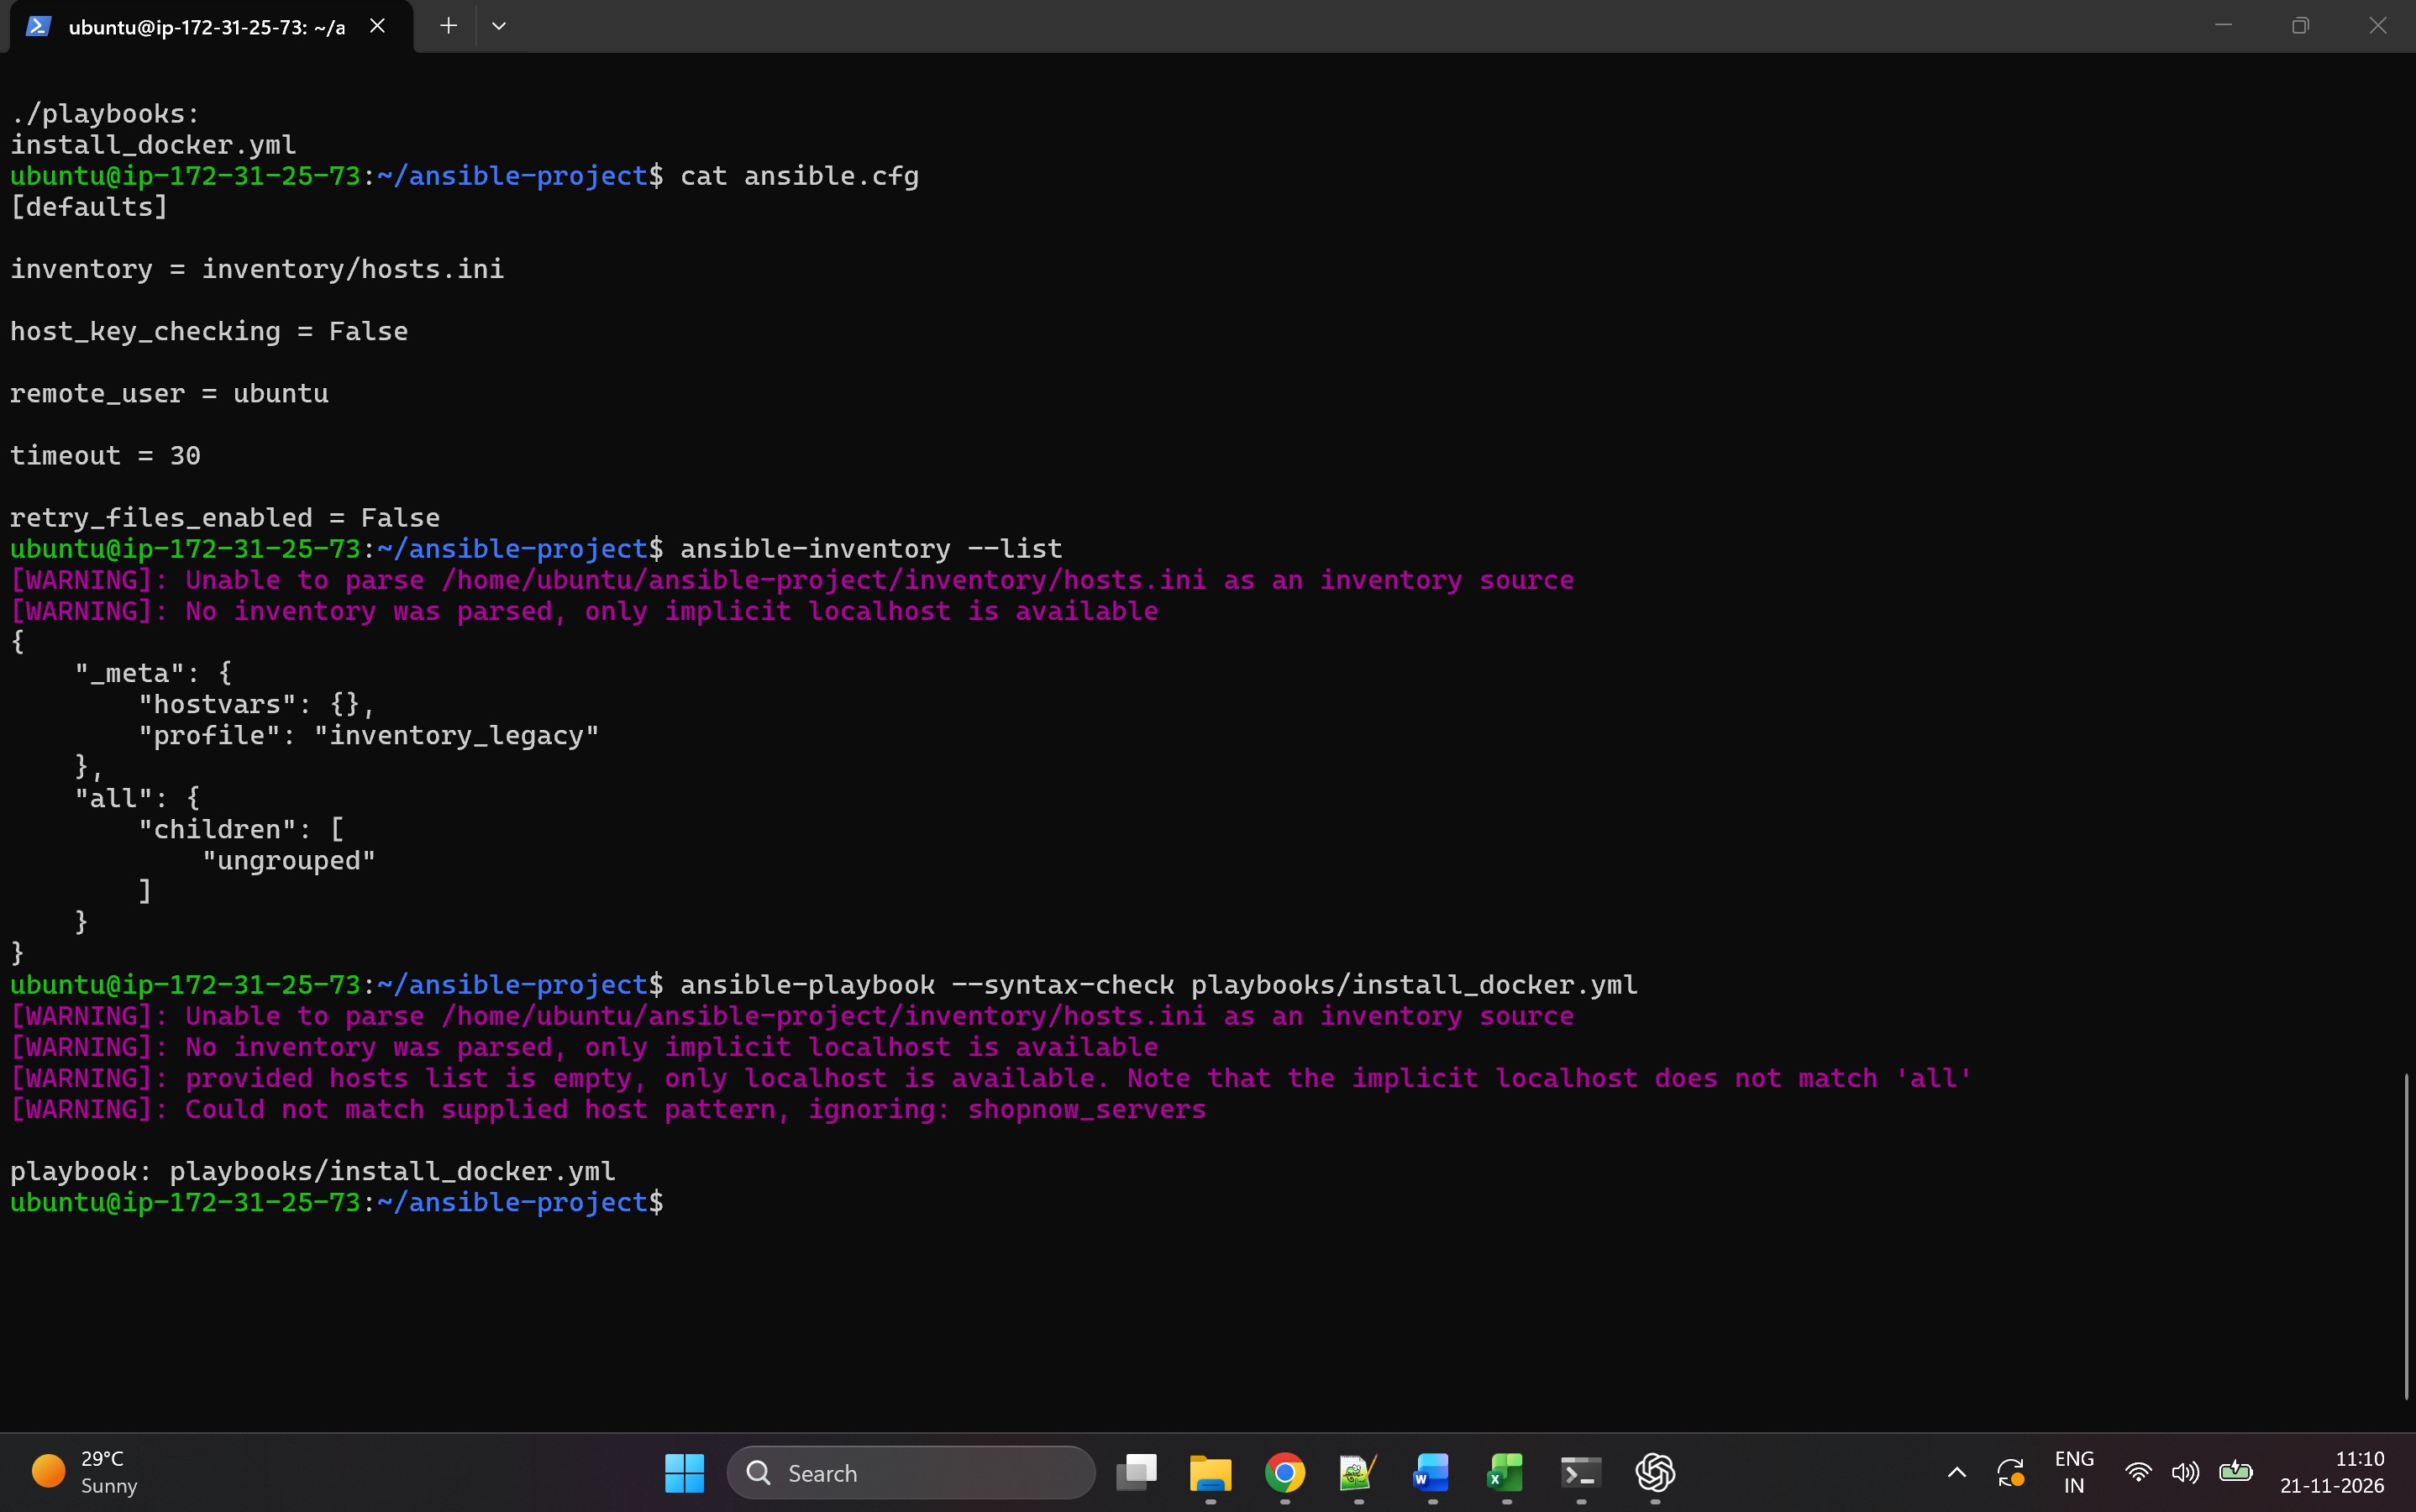 ubuntu@ip-172-31-25-73: ~/a
./playbooks:
install_docker.yml
ubuntu@ip-172-31-25-73:~/ansible-project$ cat ansible.cfg
[defaults]
inventory = inventory/hosts.ini
host_key_checking = False
remote_user = ubuntu
timeout = 30
retry_files_enabled = False
ubuntu@ip-172-31-25-73:~/ansible-project$ ansible-inventory --list
[WARNING]: Unable to parse /home/ubuntu/ansible-project/inventory/hosts.ini as an inventory source
[WARNING]: No inventory was parsed, only implicit localhost is available
{
    "_meta": {
        "hostvars": {},
        "profile": "inventory_legacy"
    },
    "all": {
        "children": [
            "ungrouped"
        ]
    }
}
ubuntu@ip-172-31-25-73:~/ansible-project$ ansible-playbook --syntax-check playbooks/install_docker.yml
[WARNING]: Unable to parse /home/ubuntu/ansible-project/inventory/hosts.ini as an inventory source
[WARNING]: No inventory was parsed, only implicit localhost is available
[WARNING]: provided hosts list is empty, only localhost is available. Note that the implicit localhost does not match 'all'
[WARNING]: Could not match supplied host pattern, ignoring: shopnow_servers
playbook: playbooks/install_docker.yml
ubuntu@ip-172-31-25-73:~/ansible-project$
29°C
Sunny
Search
ENG
IN
11:10
21-11-2026